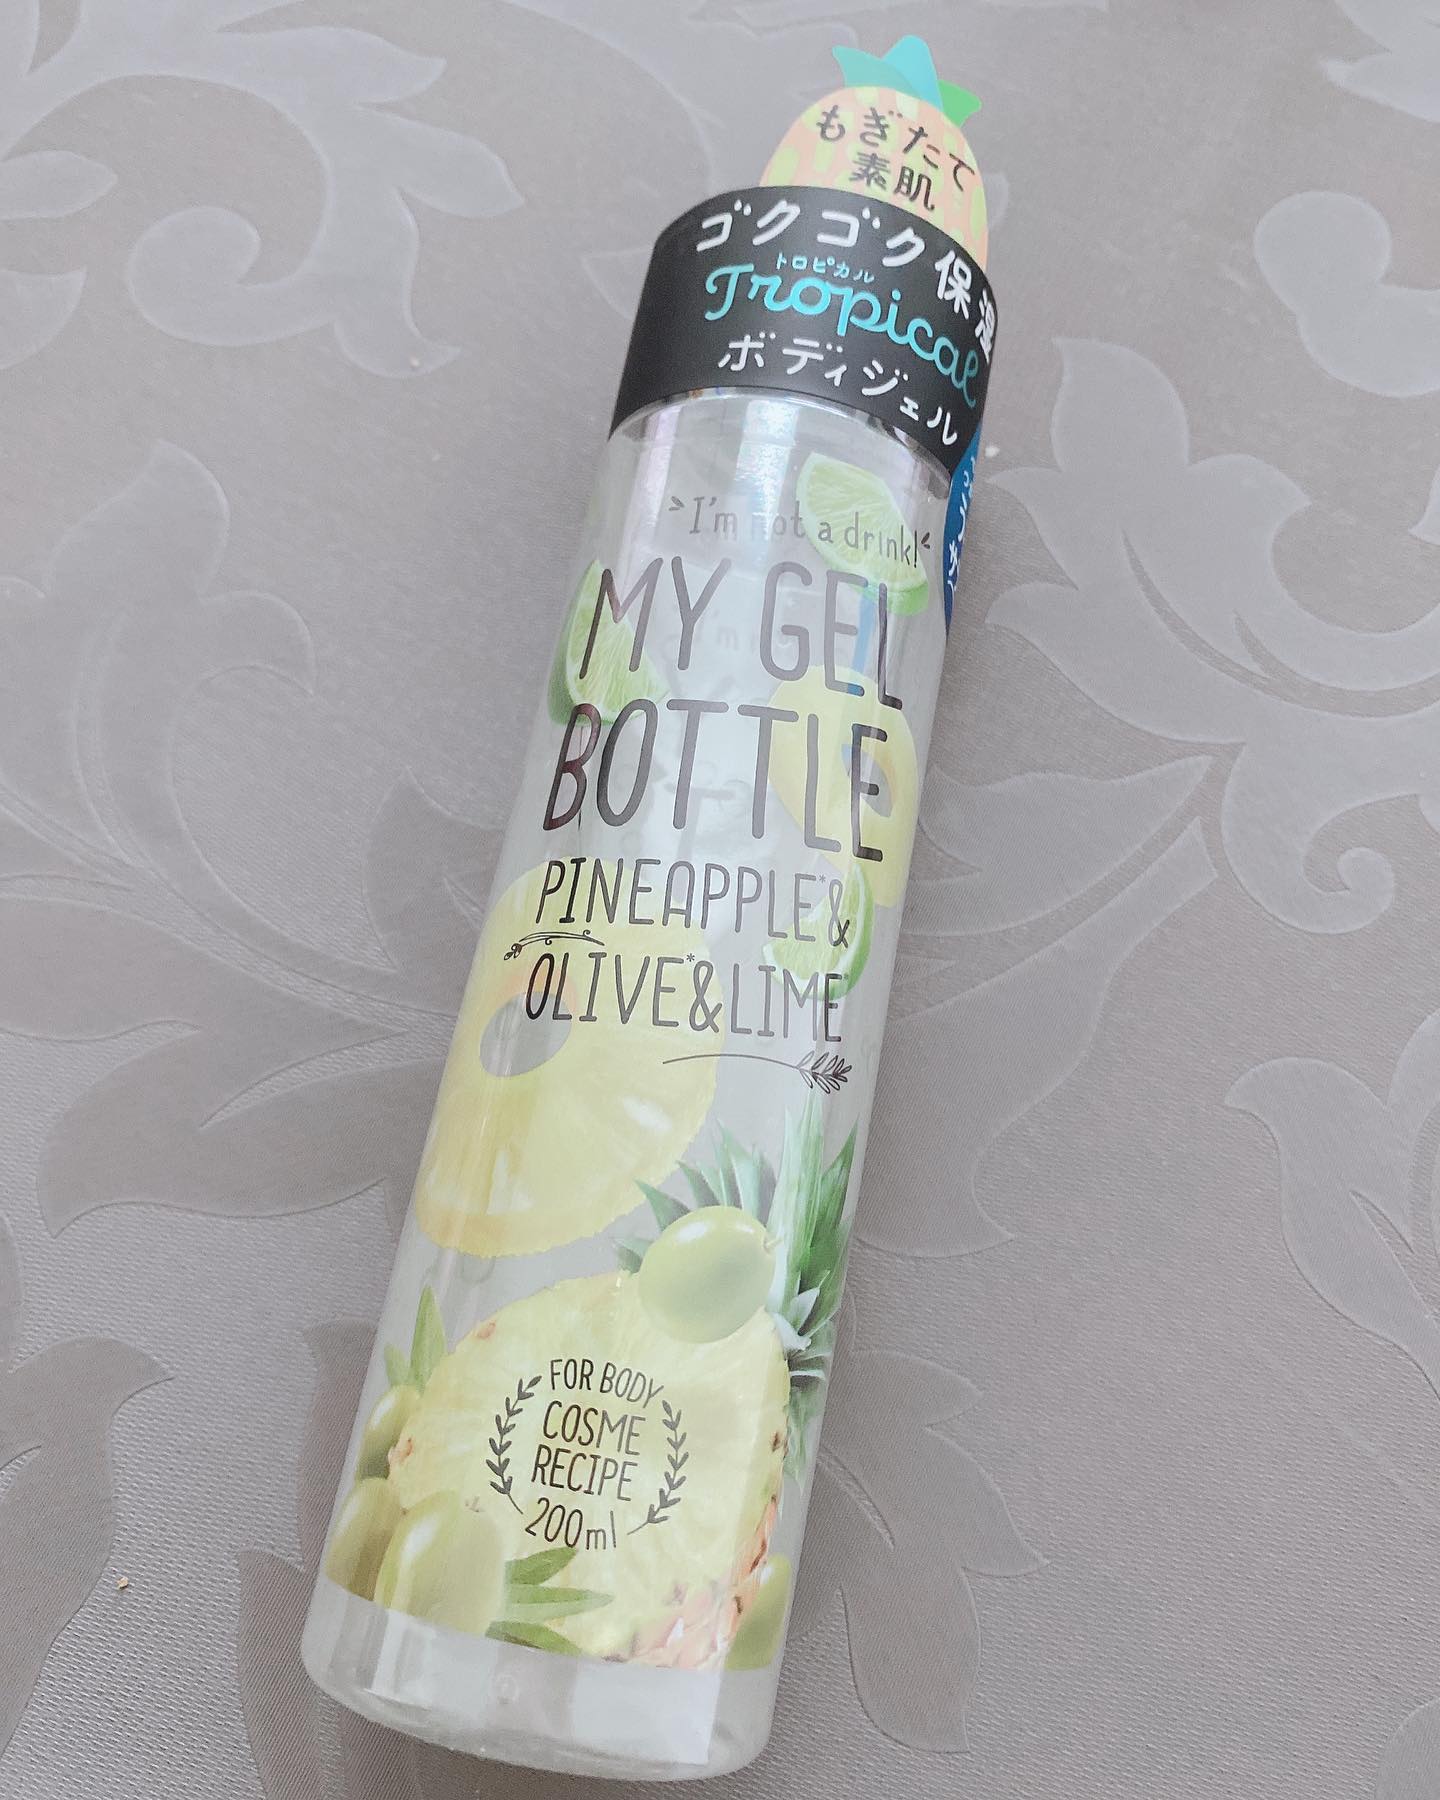 もぎたて
素肌
ゴクゴク保湿
トロピカル
Tropical
ボディジェル
"I'm not a drink!"
MY GEL
BOTTLE
PINEAPPLE*&
OLIVE*&LIME*
FOR BODY
COSME
RECIPE
200ml